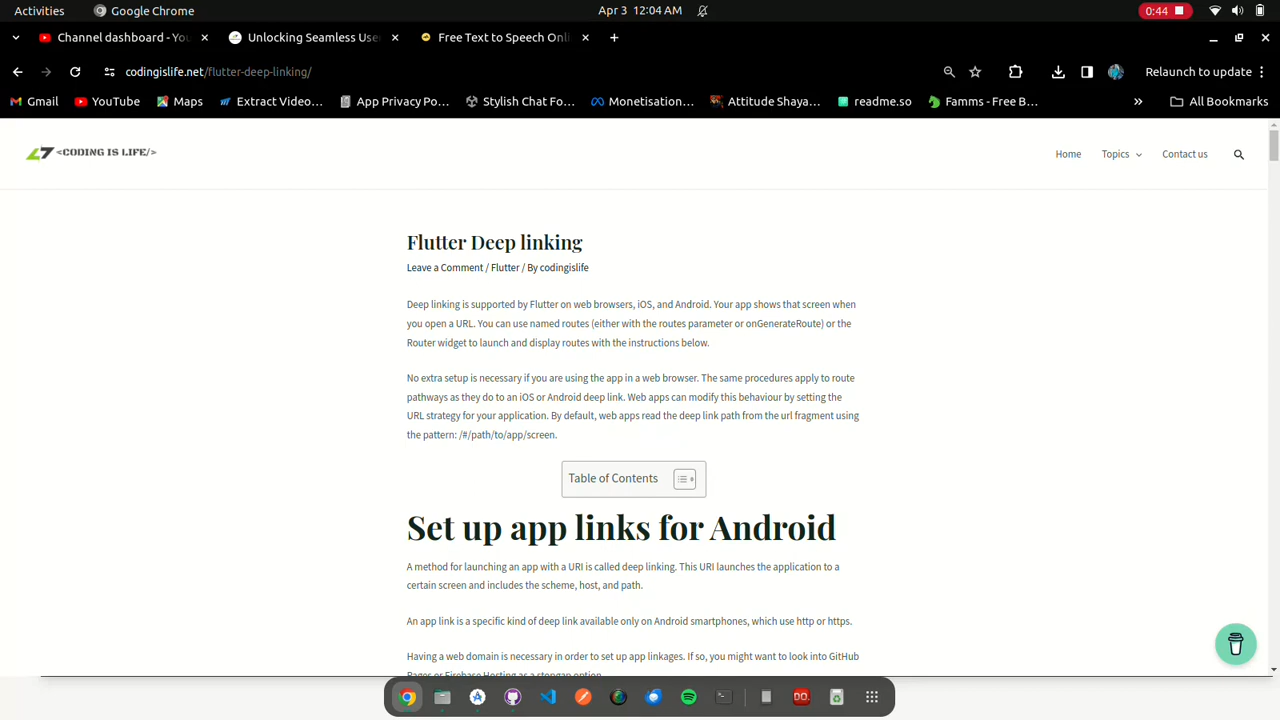 Activities
Google Chrome
Apr 3 12:04 AM
0:44
Channel dashboard - You
Unlocking Seamless Use
Free Text to Speech Onli
codingislife.net/flutter-deep-linking/
Relaunch to update
Gmail
YouTube
Maps
Extract Video...
App Privacy Po...
Stylish Chat Fo...
Monetisation...
Attitude Shaya...
readme.so
Famms - Free B...
All Bookmarks
<CODING IS LIFE/>
Home
Topics
Contact us
Flutter Deep linking
Leave a Comment / Flutter / By codingislife
Deep linking is supported by Flutter on web browsers, iOS, and Android. Your app shows that screen when
you open a URL. You can use named routes (either with the routes parameter or onGenerateRoute) or the
Router widget to launch and display routes with the instructions below.
No extra setup is necessary if you are using the app in a web browser. The same procedures apply to route
pathways as they do to an iOS or Android deep link. Web apps can modify this behaviour by setting the
URL strategy for your application. By default, web apps read the deep link path from the url fragment using
the pattern: /#/path/to/app/screen.
Table of Contents
Set up app links for Android
A method for launching an app with a URI is called deep linking. This URI launches the application to a
certain screen and includes the scheme, host, and path.
An app link is a specific kind of deep link available only on Android smartphones, which use http or https.
Having a web domain is necessary in order to set up app linkages. If so, you might want to look into GitHub
Pages or Firebase Hosting as a stopgap option.
DO.